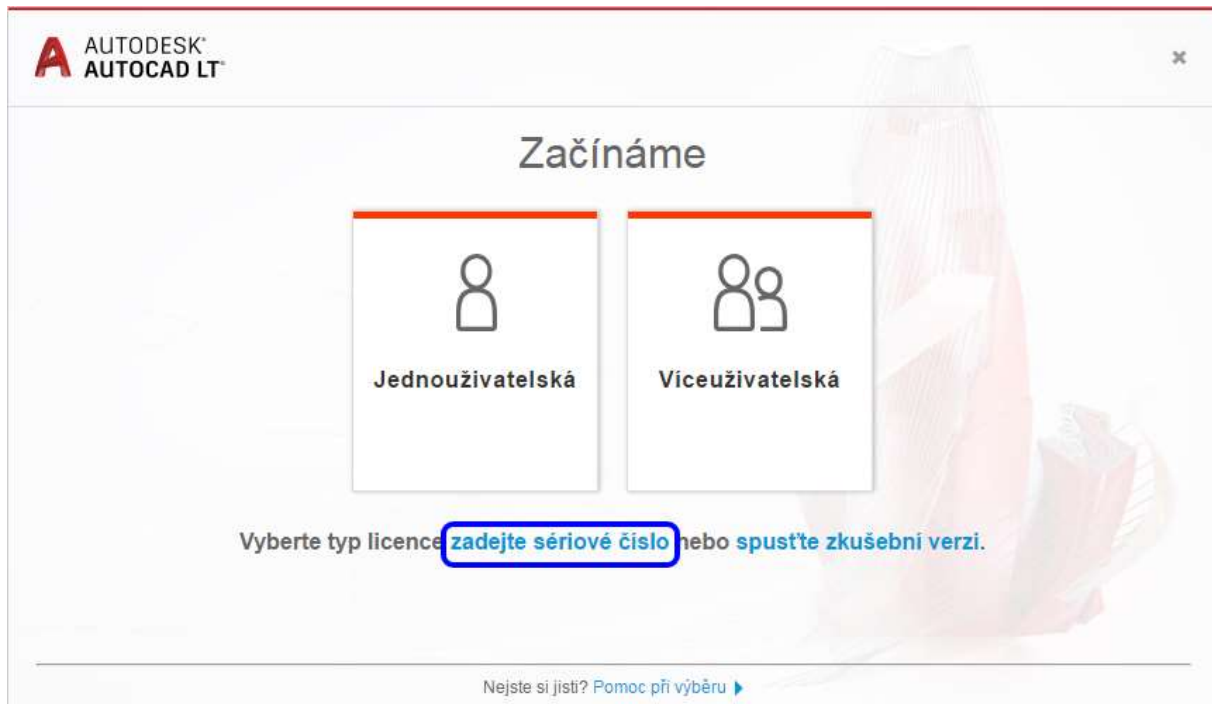 AUTODESK®
AUTOCAD LT®
Začínáme
Jednouživatelská
Víceuživatelská
Vyberte typ licence zadejte sériové číslo nebo spusťte zkušební verzi.
Nejste si jisti? Pomoc při výběru